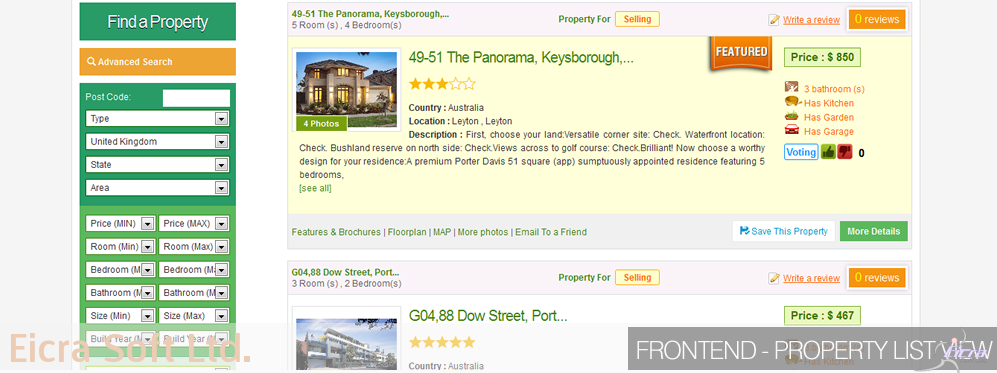 Find a Property
Advanced Search
Post Code:
Type
United Kingdom
State
Area
Price (MIN) Price (MAX)
Room (Min) Room (Max)
Bedroom (M Bedroom (M
Bathroom (M Bathroom (M
Size (Min) Size (Max)
Build Year (M Build Year (M
Eicra Soft Ltd.
49-51 The Panorama, Keysborough,...
5 Room (s) , 4 Bedroom(s)
Property For Selling
Write a review
0 reviews
49-51 The Panorama, Keysborough,...
FEATURED
Price : $ 850
4 Photos
Country : Australia
Location : Leyton , Leyton
Description : First, choose your land:Versatile corner site: Check. Waterfront location:
Check. Bushland reserve on north side: Check.Views across to golf course: Check.Brilliant! Now choose a worthy
design for your residence:A premium Porter Davis 51 square (app) sumptuously appointed residence featuring 5
bedrooms,
[see all]
3 bathroom (s)
Has Kitchen
Has Garden
Has Garage
Voting 0
Features & Brochures | Floorplan | MAP | More photos | Email To a Friend
Save This Property
More Details
G04,88 Dow Street, Port...
3 Room (s) , 2 Bedroom(s)
Property For Selling
Write a review
0 reviews
G04,88 Dow Street, Port...
Price : $ 467
Country : Australia
Has Kitchen
FRONTEND - PROPERTY LIST VIEW